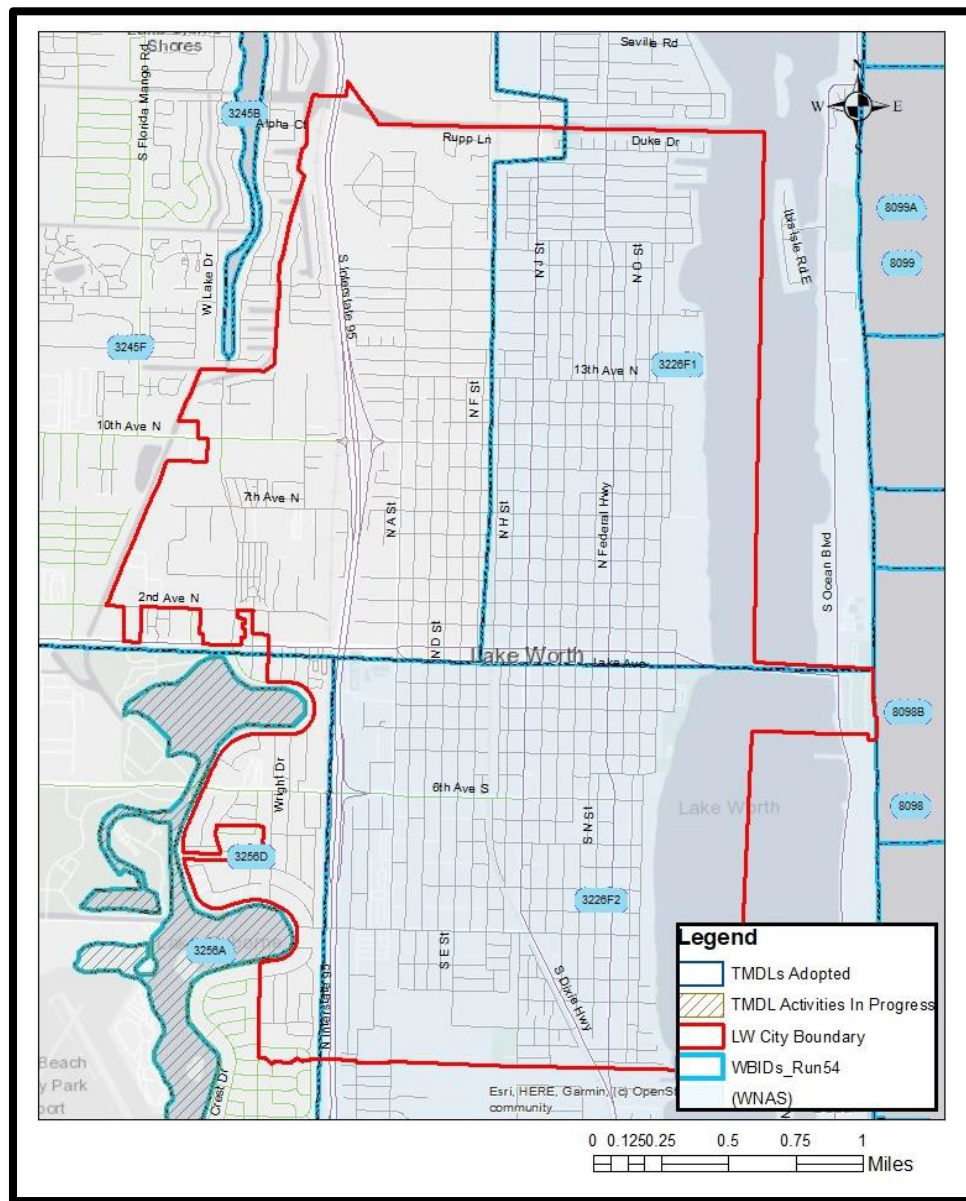 Shores
Seville Rd
S Florida Mango Rd
N
W
E
S
3245B
Alpha Ct
Rupp Ln
Duke Dr
8099A
Ibis Isle Rd E
8099
W Lake Dr
S Interstate 95
N J St
N O St
3245F
3226F1
13th Ave N
N F St
10th Ave N
7th Ave N
N A St
N H St
N Federal Hwy
S Ocean Blvd
2nd Ave N
N D St
Lake Worth
Lake Ave
8098B
Wright Dr
6th Ave S
Lake Worth
8098
S N St
3256D
3226F2
3256A
S E St
N Interstate 95
S Dixie Hwy
Beach
y Park
port
Crest Dr
Esri, HERE, Garmin, (c) OpenSt
community
Legend
TMDLs Adopted
TMDL Activities In Progress
LW City Boundary
WBIDs_Run54
(WNAS)
0 0.1250.25 0.5 0.75 1
Miles